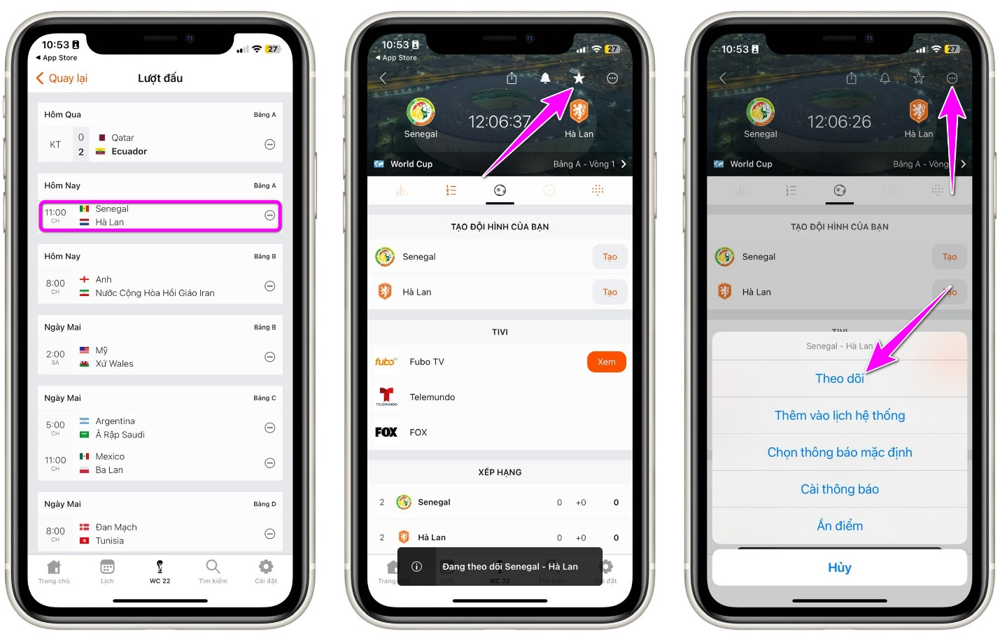 10:53
27
◀ App Store
Quay lại
Lượt đấu
Hôm Qua
Bảng A
KT
0
Qatar
2
Ecuador
Hôm Nay
Bảng A
11:00
CH
Senegal
Hà Lan
Hôm Nay
Bảng B
8:00
CH
Anh
Nước Cộng Hòa Hồi Giáo Iran
Ngày Mai
Bảng B
2:00
SA
Mỹ
Xứ Wales
Ngày Mai
Bảng C
5:00
CH
Argentina
Ả Rập Saudi
11:00
CH
Mexico
Ba Lan
Ngày Mai
Bảng D
8:00
CH
Đan Mạch
Tunisia
Trang chủ
Lịch
WC 22
Tìm kiếm
Cài đặt
10:53
27
◀ App Store
Senegal
12:06:37
Hà Lan
World Cup
Bảng A - Vòng 1
TẠO ĐỘI HÌNH CỦA BẠN
Senegal
Tạo
Hà Lan
Tạo
TIVI
fubo TV
Fubo TV
Xem
TELEMUNDO
Telemundo
FOX
FOX
XẾP HẠNG
2 Senegal 0 +0 0
2 Hà Lan 0 +0 0
Đang theo dõi Senegal - Hà Lan
Lịch
WC 22
Tìm kiếm
10:53
27
Senegal
12:06:26
Hà Lan
World Cup
Bảng A - Vòng
TẠO ĐỘI HÌNH CỦA BẠN
Senegal
Tạo
Hà Lan
TIVI
Senegal - Hà Lan
Theo dõi
Thêm vào lịch hệ thống
Chọn thông báo mặc định
Cài thông báo
Ẩn điểm
Hủy